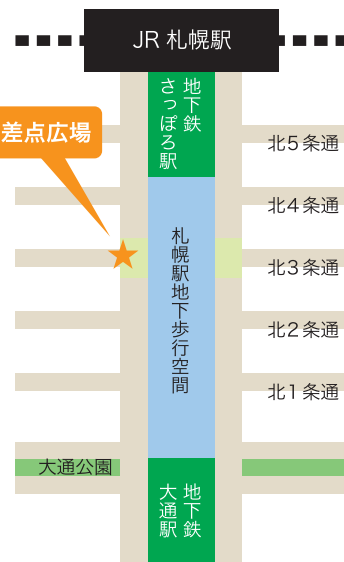 JR 札幌駅
地下鉄
さっぽろ駅
差点広場
北5条通
北4条通
北3条通
札幌駅地下歩行空間
北2条通
北1条通
大通公園
地下鉄
大通駅